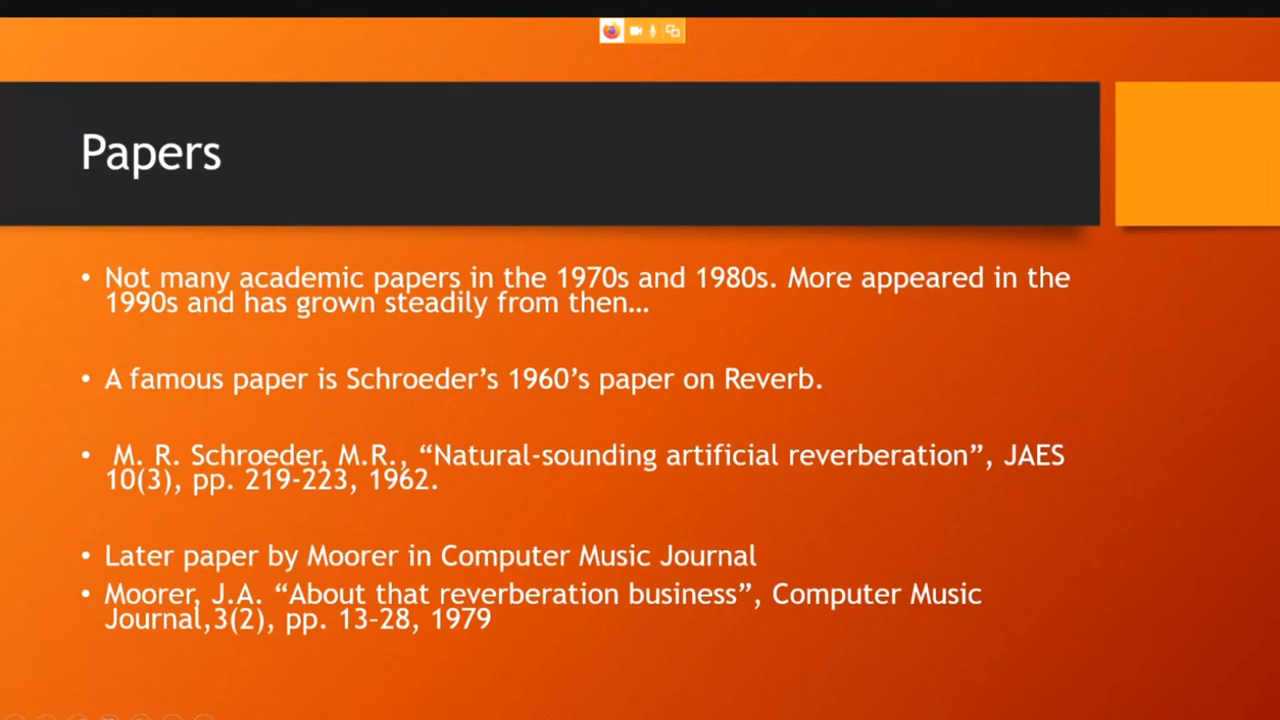 Papers
• Not many academic papers in the 1970s and 1980s. More appeared in the
1990s and has grown steadily from then…
• A famous paper is Schroeder’s 1960’s paper on Reverb.
• M. R. Schroeder, M.R., “Natural-sounding artificial reverberation”, JAES
10(3), pp. 219-223, 1962.
• Later paper by Moorer in Computer Music Journal
• Moorer, J.A. “About that reverberation business”, Computer Music
Journal,3(2), pp. 13–28, 1979